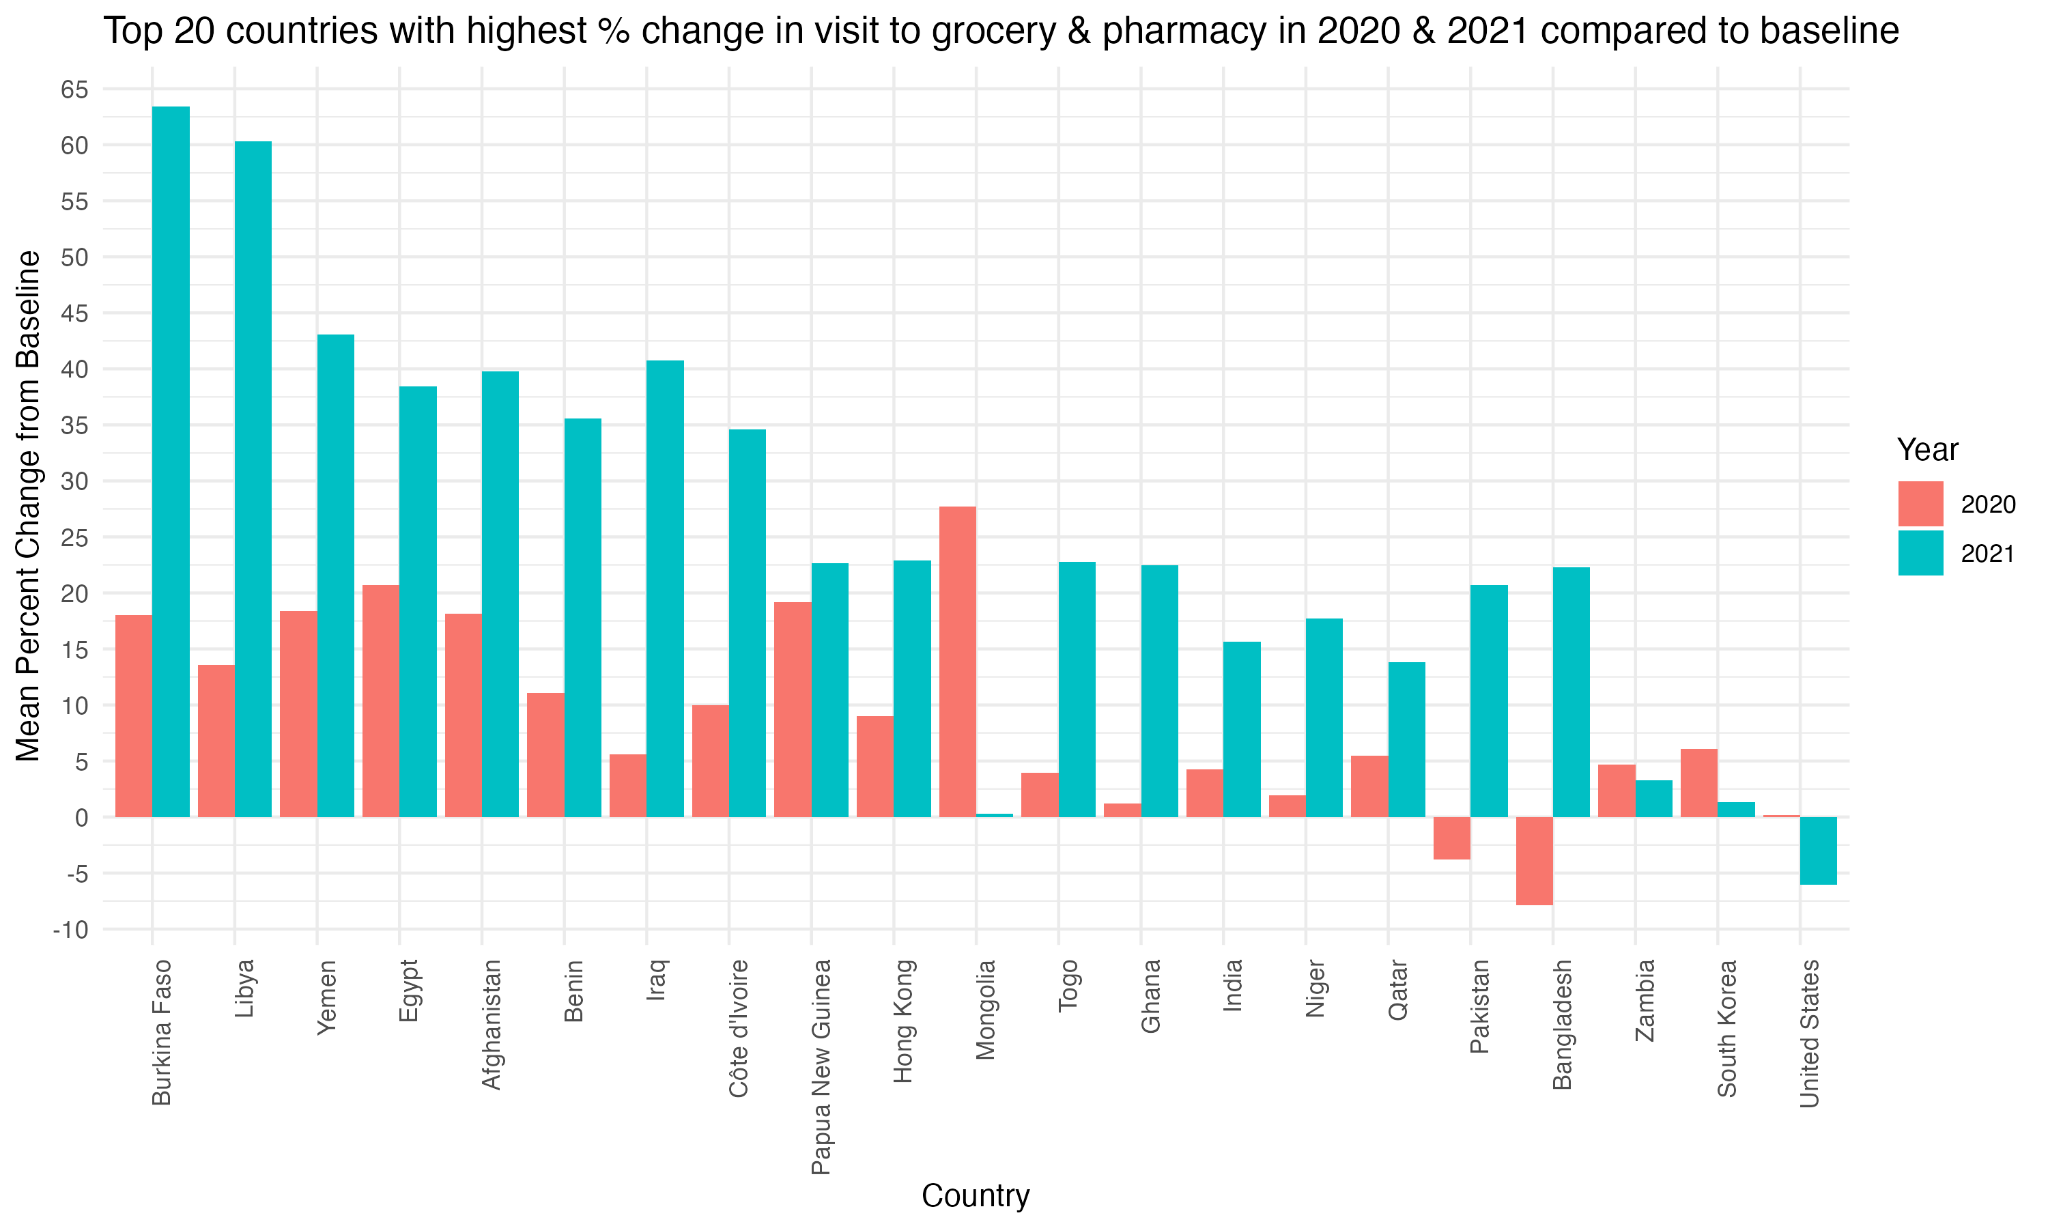 Top 20 countries with highest % change in visit to grocery & pharmacy in 2020 & 2021 compared to baseline
65
60
55
50
45
40
35
30
25
20
15
10
5
0
-5
-10
Mean Percent Change from Baseline
Burkina Faso
Libya
Yemen
Egypt
Afghanistan
Benin
Iraq
Côte d'Ivoire
Papua New Guinea
Hong Kong
Mongolia
Togo
Ghana
India
Niger
Qatar
Pakistan
Bangladesh
Zambia
South Korea
United States
Country
Year
2020
2021